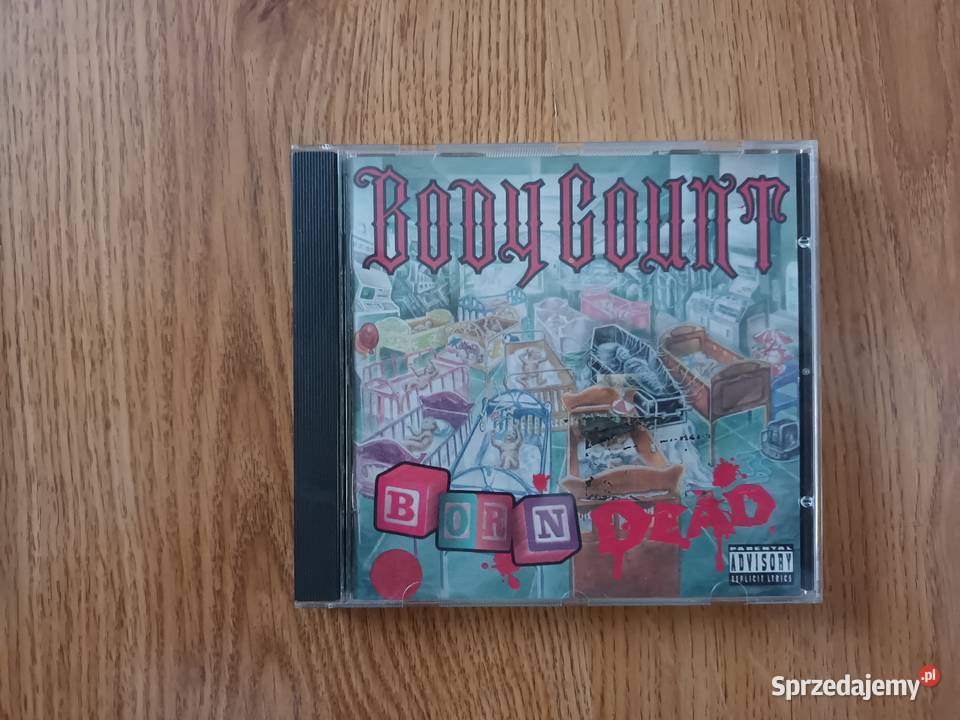 Body Count
BORN DEAD
PARENTAL
ADVISORY
EXPLICIT LYRICS
Sprzedajemy.pl